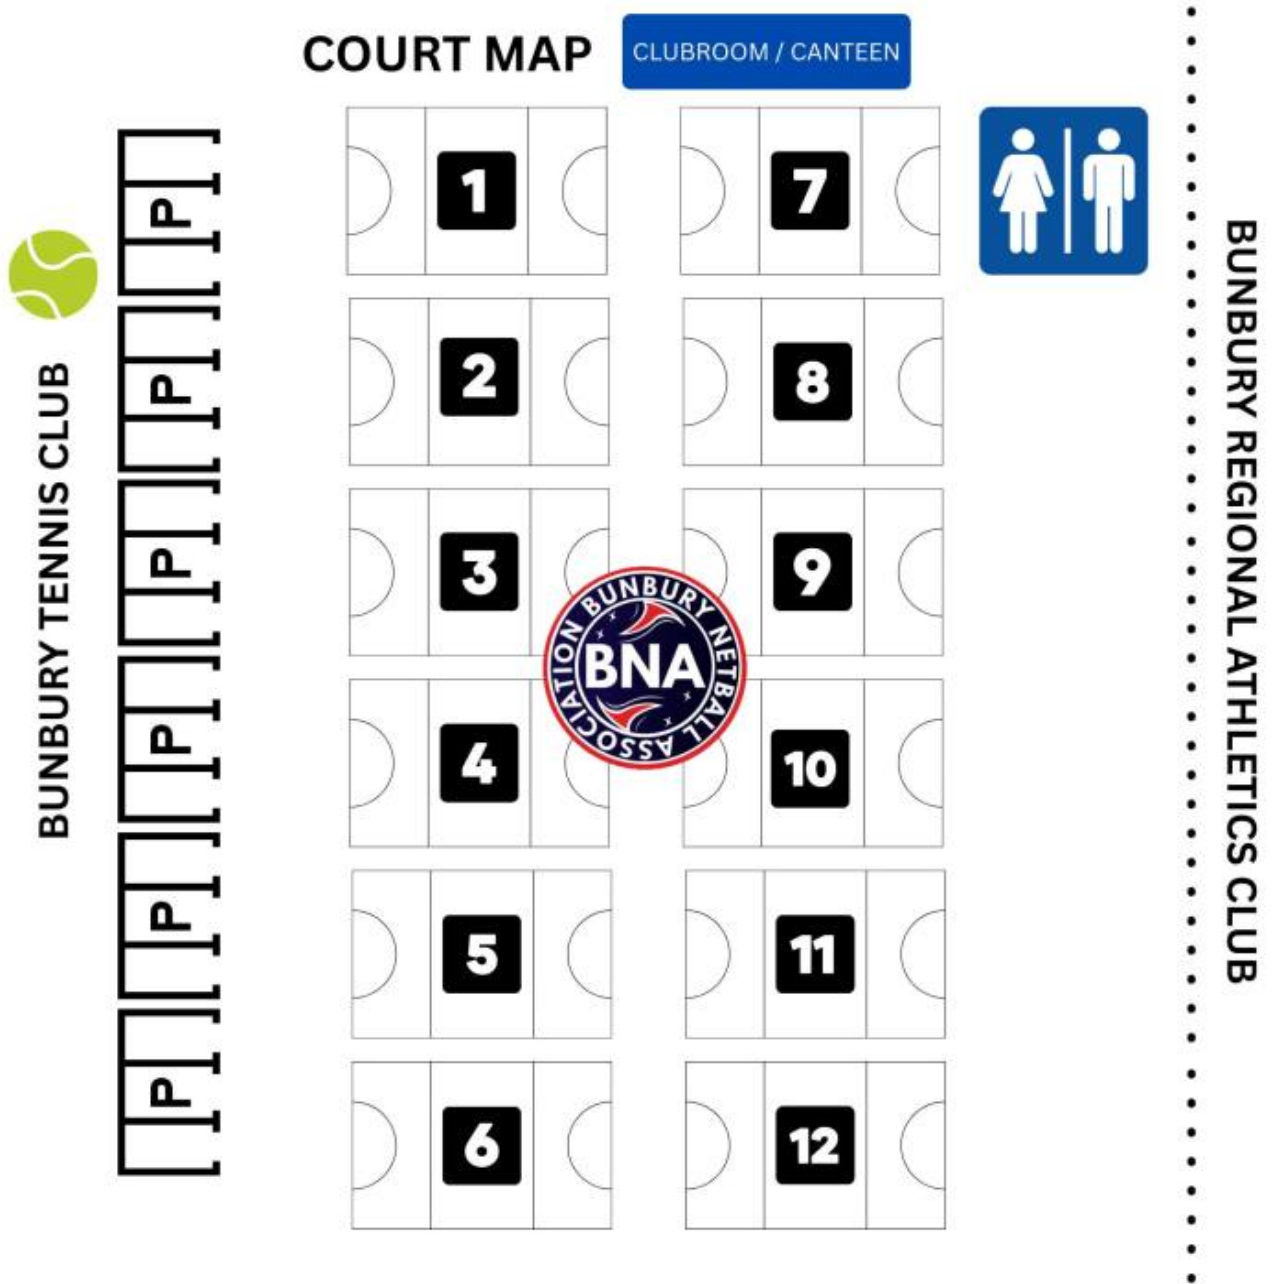 COURT MAP
CLUBROOM / CANTEEN
BUNBURY TENNIS CLUB
P
P
P
P
P
P
1
7
2
8
3
9
BUNBURY NETBALL ASSOCIATION
BNA
4
10
5
11
6
12
BUNBURY REGIONAL ATHLETICS CLUB